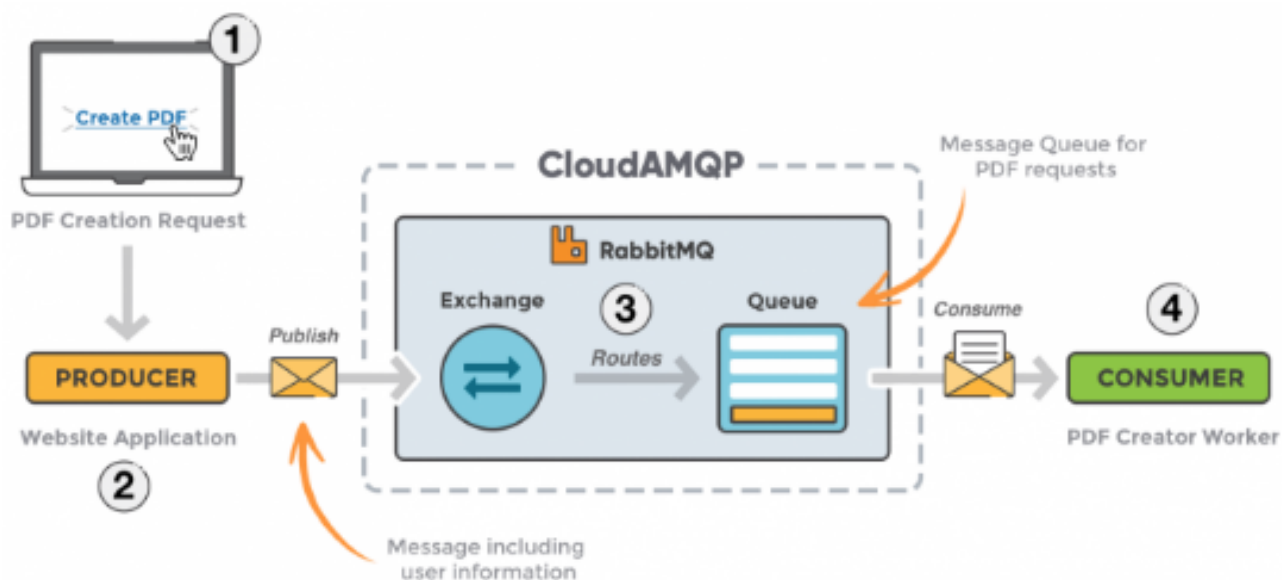 1
Create PDF
PDF Creation Request
CloudAMQP
Message Queue for
PDF requests
RabbitMQ
Exchange
3
Queue
Routes
Publish
Consume
4
PRODUCER
CONSUMER
Website Application
PDF Creator Worker
2
Message including
user information